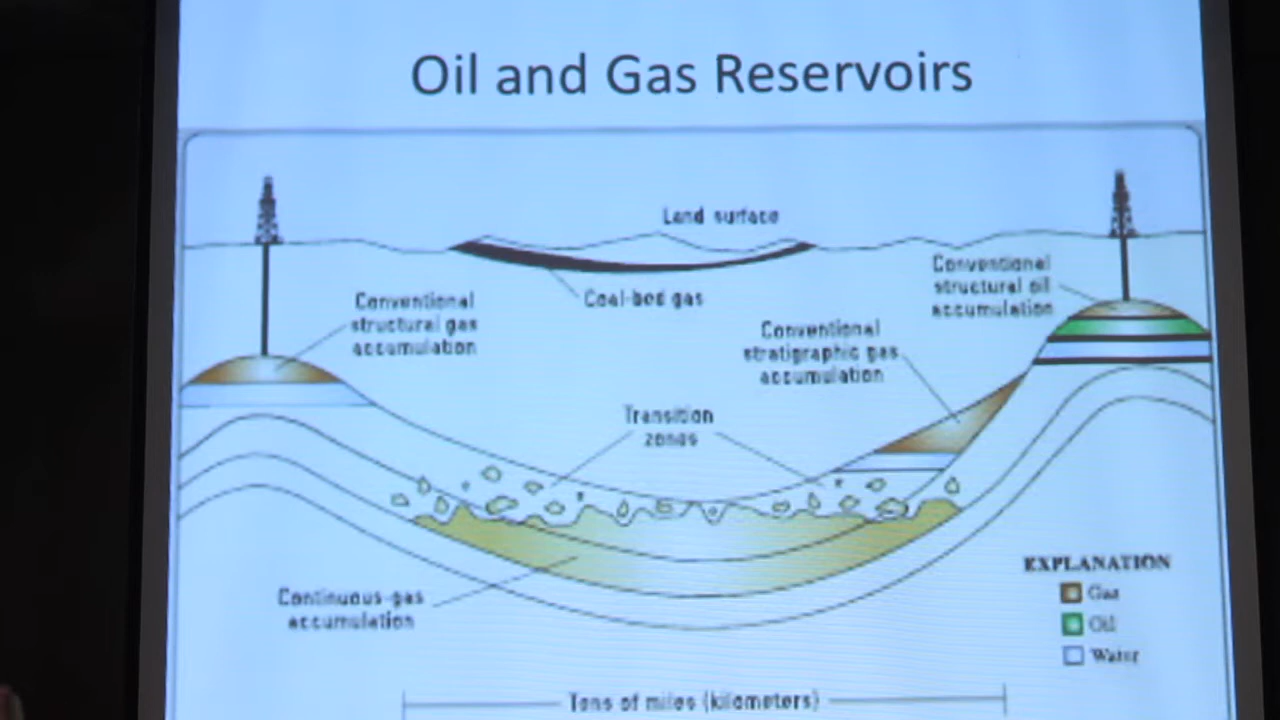 Oil and Gas Reservoirs
Land surface
Coal-bed gas
Conventional
structural gas
accumulation
Conventional
structural oil
accumulation
Conventional
stratigraphic gas
accumulation
Transition
zones
Continuous gas
accumulation
EXPLANATION
Gas
Oil
Water
Tens of miles (kilometers)